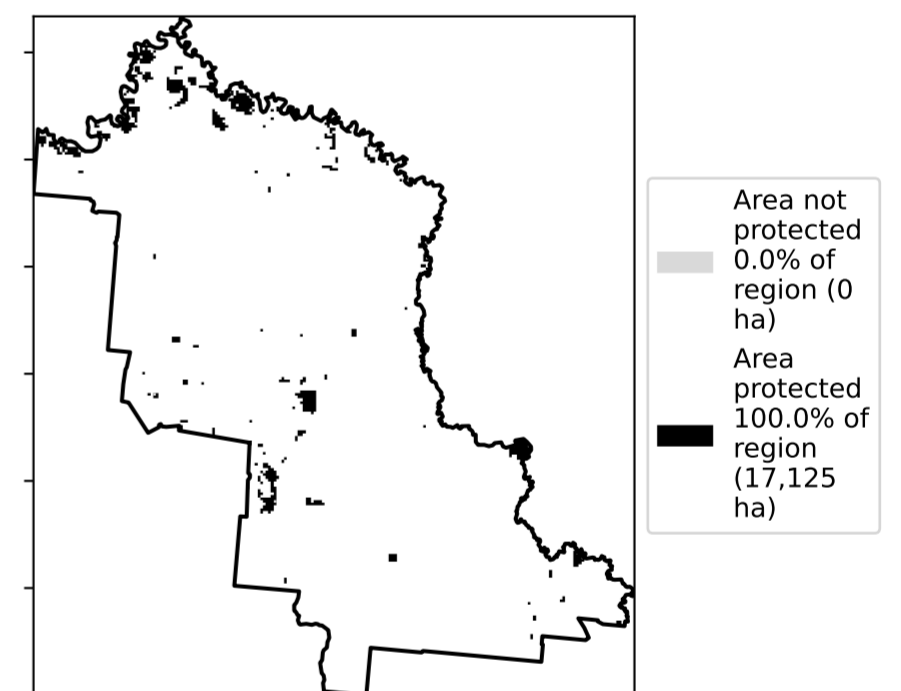 Area not
protected
0.0% of
region (0
ha)
Area
protected
100.0% of
region
(17,125
ha)